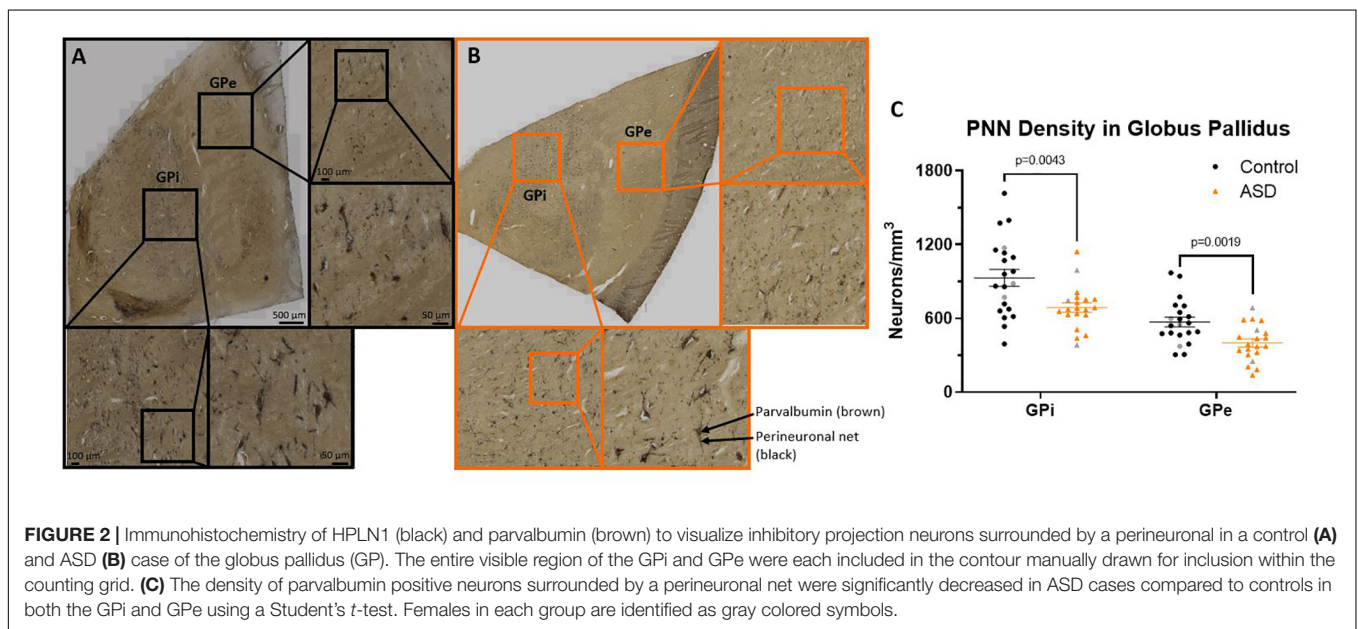 A
GPe
GPi
100 μm
500 μm
50 μm
100 μm
50 μm
B
GPe
GPi
Parvalbumin (brown)
Perineuronal net
(black)
C
PNN Density in Globus Pallidus
Control
ASD
p=0.0043
p=0.0019
Neurons/mm³
1800
1200
600
0
GPi
GPe
FIGURE 2 | Immunohistochemistry of HPLN1 (black) and parvalbumin (brown) to visualize inhibitory projection neurons surrounded by a perineuronal in a control (A)
and ASD (B) case of the globus pallidus (GP). The entire visible region of the GPi and GPe were each included in the contour manually drawn for inclusion within the
counting grid. (C) The density of parvalbumin positive neurons surrounded by a perineuronal net were significantly decreased in ASD cases compared to controls in
both the GPi and GPe using a Student's t-test. Females in each group are identified as gray colored symbols.